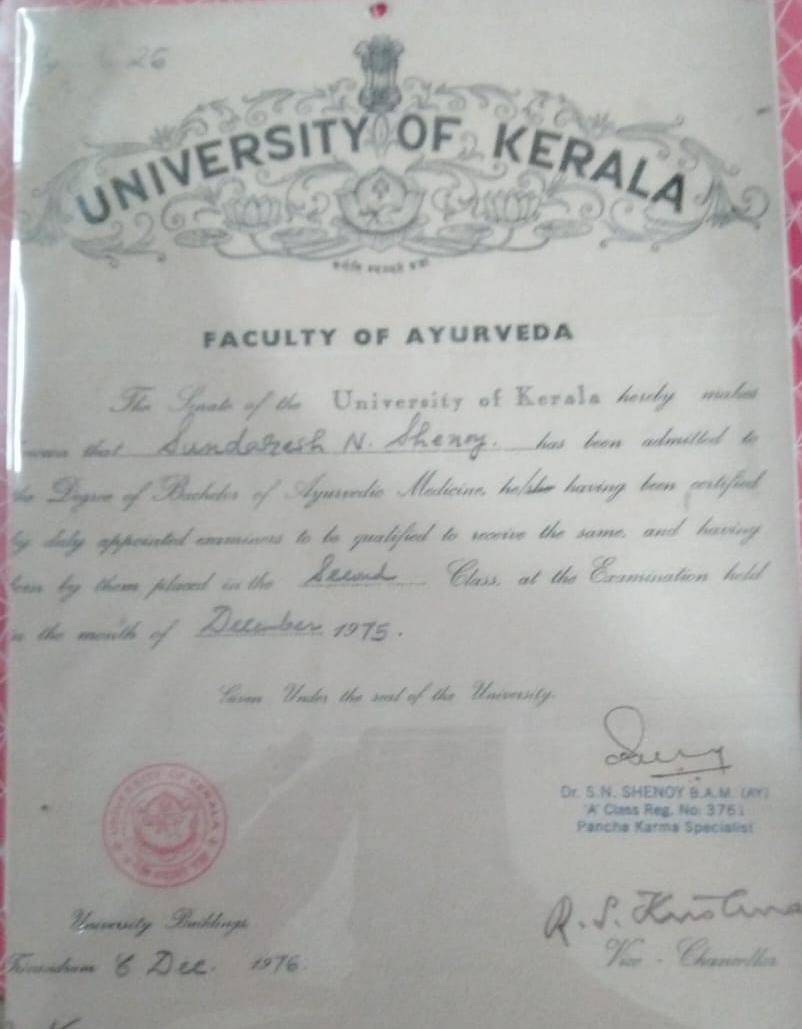 26
UNIVERSITY OF KERALA
FACULTY OF AYURVEDA
The Senate of the University of Kerala hereby makes
that Sundaresh N. Shenoy. has been admitted to
the Degree of Bachelor of Ayurvedic Medicine, he/she having been certified
by duly appointed examiners to be qualified to receive the same, and having
been by them placed in the Second Class, at the Examination held
in the month of December 1975.
Given Under the seal of the University.
Dr. S.N. SHENOY B.A.M. (AY)
'A' Class Reg. No: 3761
Pancha Karma Specialist
UNIVERSITY OF KERALA
University Buildings
Trivandrum 6 Dec. 1976.
Vice - Chancellor